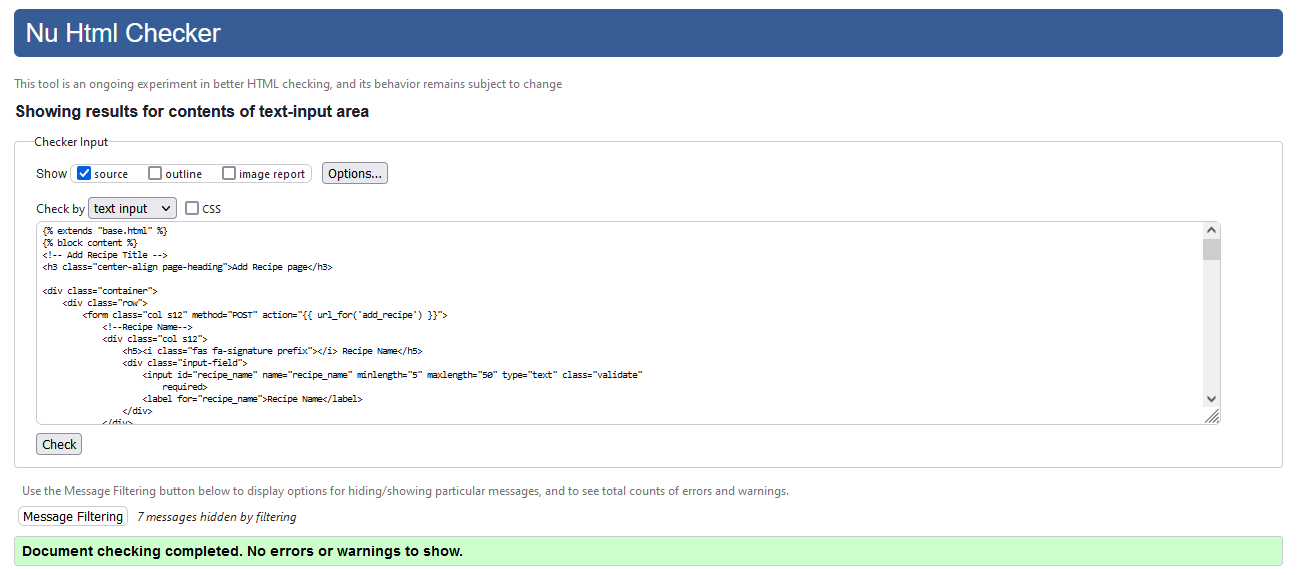 Nu Html Checker
This tool is an ongoing experiment in better HTML checking, and its behavior remains subject to change
Showing results for contents of text-input area
Checker Input
Show source outline image report Options...
Check by text input CSS
{% extends "base.html" %}
{% block content %}
<!-- Add Recipe Title -->
<h3 class="center-align page-heading">Add Recipe page</h3>
<div class="container">
<div class="row">
<form class="col s12" method="POST" action="{{ url_for('add_recipe') }}">
<!--Recipe Name-->
<div class="col s12">
<h5><i class="fas fa-signature prefix"></i> Recipe Name</h5>
<div class="input-field">
<input id="recipe_name" name="recipe_name" minlength="5" maxlength="50" type="text" class="validate"
required>
<label for="recipe_name">Recipe Name</label>
</div>
</div>
Check
Use the Message Filtering button below to display options for hiding/showing particular messages, and to see total counts of errors and warnings.
Message Filtering 7 messages hidden by filtering
Document checking completed. No errors or warnings to show.